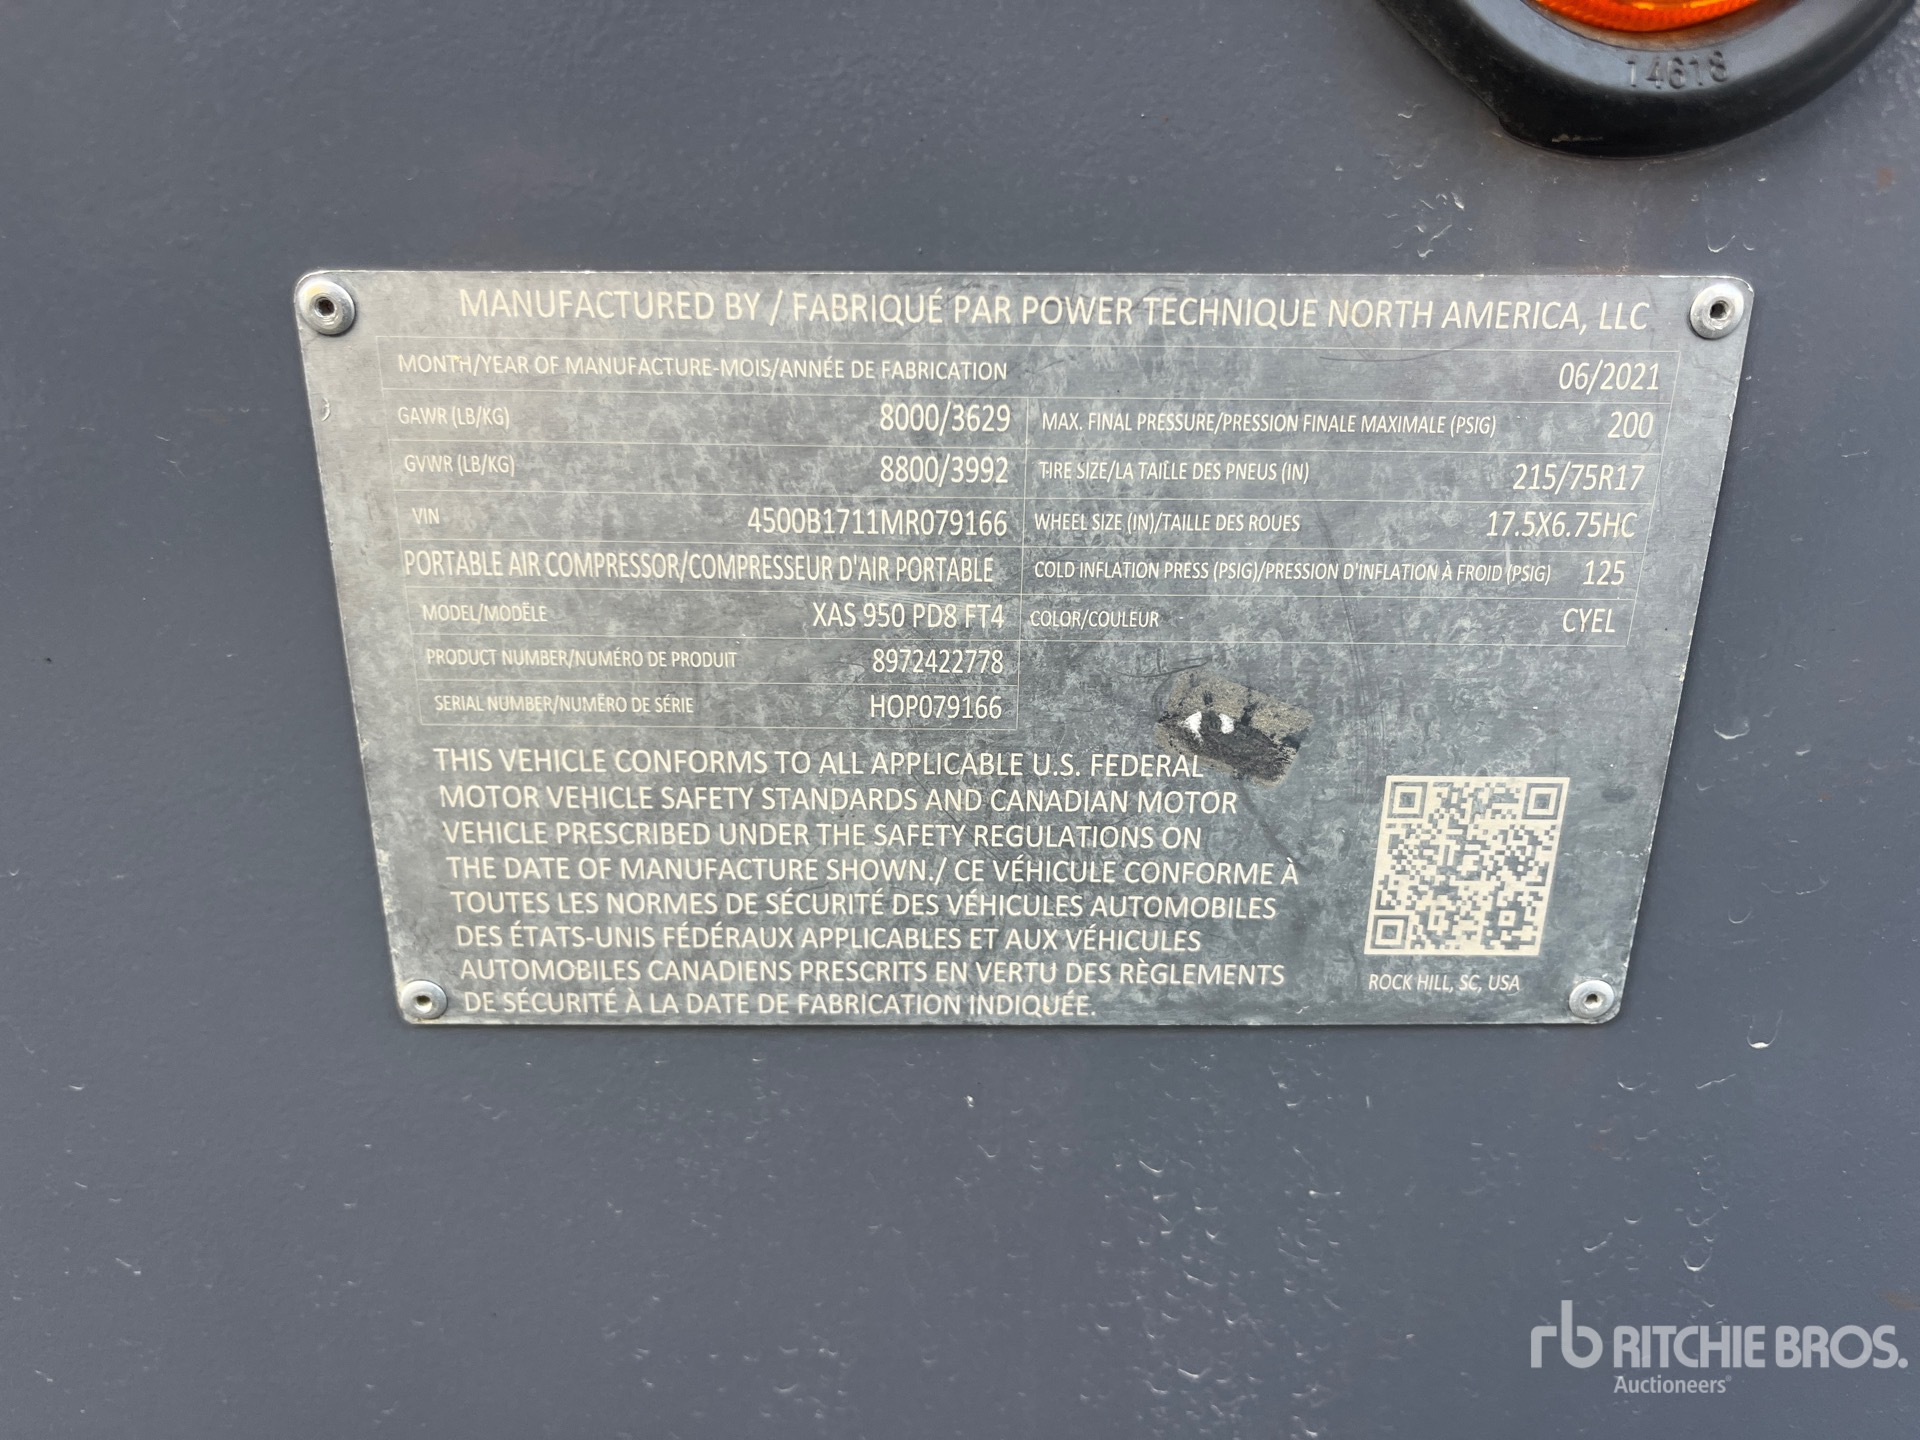 14618
MANUFACTURED BY / FABRIQUÉ PAR POWER TECHNIQUE NORTH AMERICA, LLC
MONTH/YEAR OF MANUFACTURE-MOIS/ANNÉE DE FABRICATION 06/2021
GAWR (LB/KG) 8000/3629 MAX. FINAL PRESSURE/PRESSION FINALE MAXIMALE (PSIG) 200
GVWR (LB/KG) 8800/3992 TIRE SIZE/LA TAILLE DES PNEUS (IN) 215/75R17
VIN 4500B1711MR079166 WHEEL SIZE (IN)/TAILLE DES ROUES 17.5X6.75HC
PORTABLE AIR COMPRESSOR/COMPRESSEUR D'AIR PORTABLE COLD INFLATION PRESS (PSIG)/PRESSION D'INFLATION À FROID (PSIG) 125
MODEL/MODĒLE XAS 950 PD8 FT4 COLOR/COULEUR CYEL
PRODUCT NUMBER/NUMÉRO DE PRODUIT 8972422778
SERIAL NUMBER/NUMĒRO DE SÉRIE HOP079166
THIS VEHICLE CONFORMS TO ALL APPLICABLE U.S. FEDERAL
MOTOR VEHICLE SAFETY STANDARDS AND CANADIAN MOTOR
VEHICLE PRESCRIBED UNDER THE SAFETY REGULATIONS ON
THE DATE OF MANUFACTURE SHOWN./ CE VÉHICULE CONFORME À
TOUTES LES NORMES DE SÉCURITÉ DES VÉHICULES AUTOMOBILES
DES ÉTATS-UNIS FÉDÉRAUX APPLICABLES ET AUX VÉHICULES
AUTOMOBILES CANADIENS PRESCRITS EN VERTU DES RÈGLEMENTS
DE SÉCURITÉ À LA DATE DE FABRICATION INDIQUÉE.
ROCK HILL, SC, USA
rb RITCHIE BROS.
Auctioneers